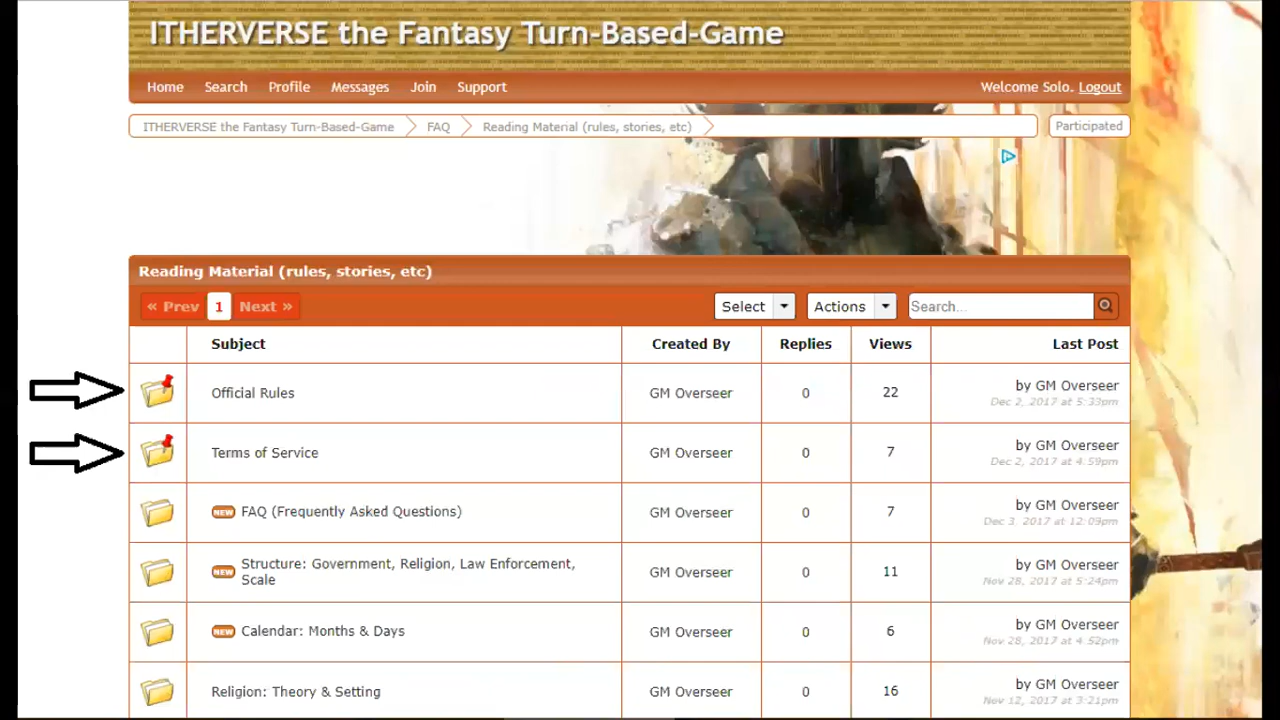 ITHERVERSE the Fantasy Turn-Based-Game
Home Search Profile Messages Join Support Welcome Solo. Logout
ITHERVERSE the Fantasy Turn-Based-Game FAQ Reading Material (rules, stories, etc) Participated
Reading Material (rules, stories, etc)
« Prev 1 Next » Select Actions Search...
Subject Created By Replies Views Last Post
Official Rules GM Overseer 0 22 by GM Overseer
Dec 2, 2017 at 5:33pm
Terms of Service GM Overseer 0 7 by GM Overseer
Dec 2, 2017 at 4:59pm
NEW FAQ (Frequently Asked Questions) GM Overseer 0 7 by GM Overseer
Dec 3, 2017 at 12:09pm
NEW Structure: Government, Religion, Law Enforcement,
Scale GM Overseer 0 11 by GM Overseer
Nov 28, 2017 at 5:24pm
NEW Calendar: Months & Days GM Overseer 0 6 by GM Overseer
Nov 28, 2017 at 4:52pm
Religion: Theory & Setting GM Overseer 0 16 by GM Overseer
Nov 12, 2017 at 3:21pm